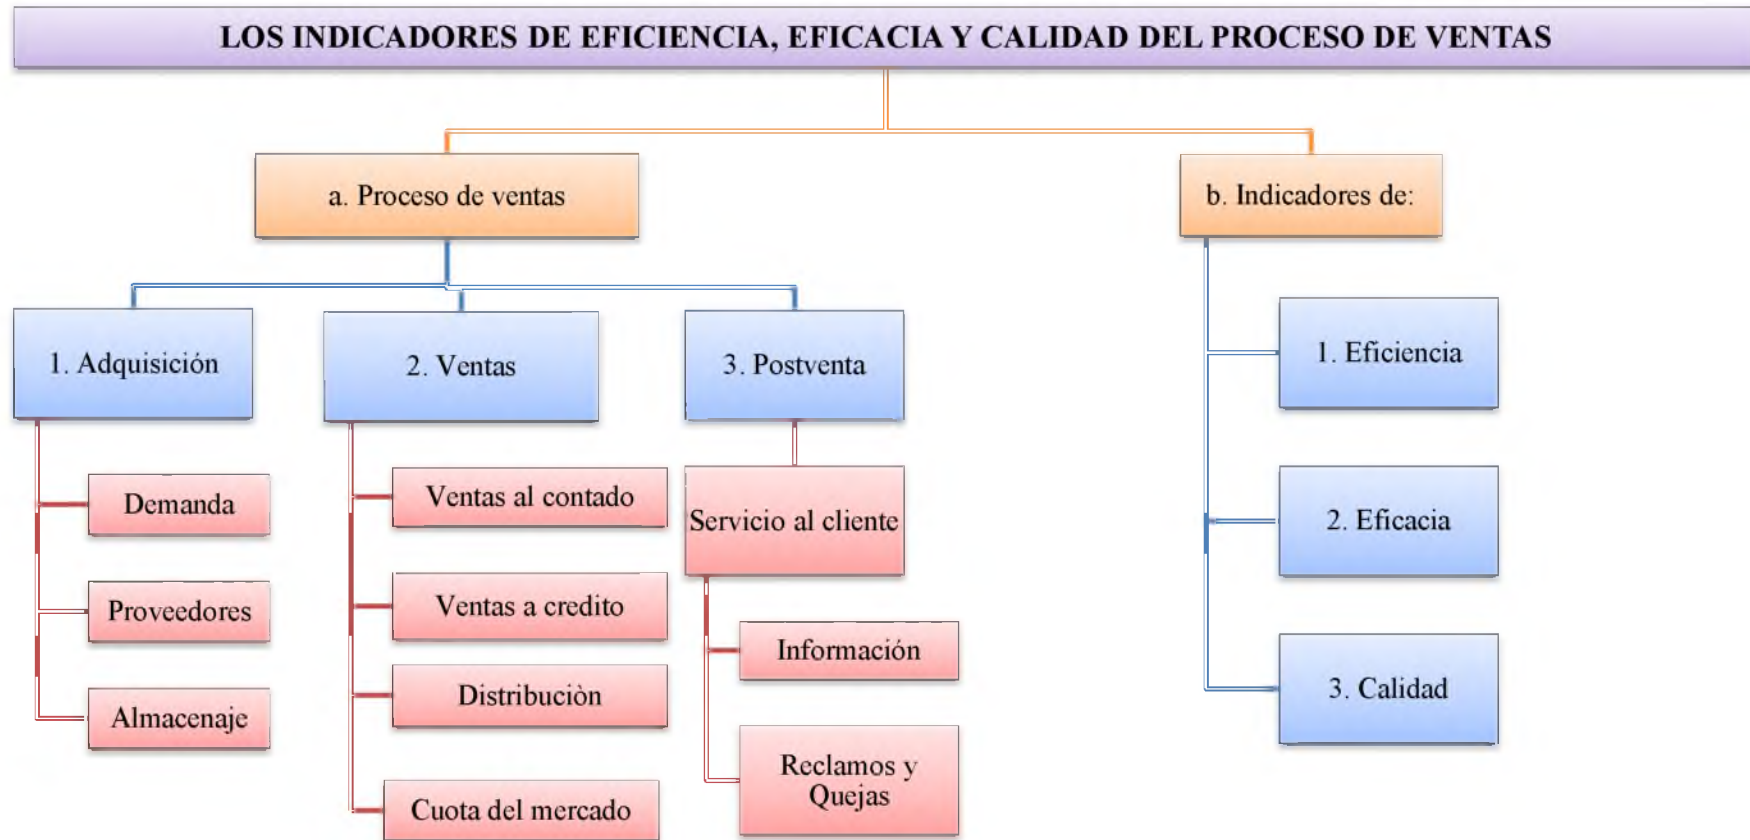 LOS INDICADORES DE EFICIENCIA, EFICACIA Y CALIDAD DEL PROCESO DE VENTAS
a. Proceso de ventas
b. Indicadores de:
1. Adquisición
2. Ventas
3. Postventa
Demanda
Proveedores
Almacenaje
Ventas al contado
Ventas a credito
Distribuciòn
Cuota del mercado
Servicio al cliente
Información
Reclamos y
Quejas
1. Eficiencia
2. Eficacia
3. Calidad